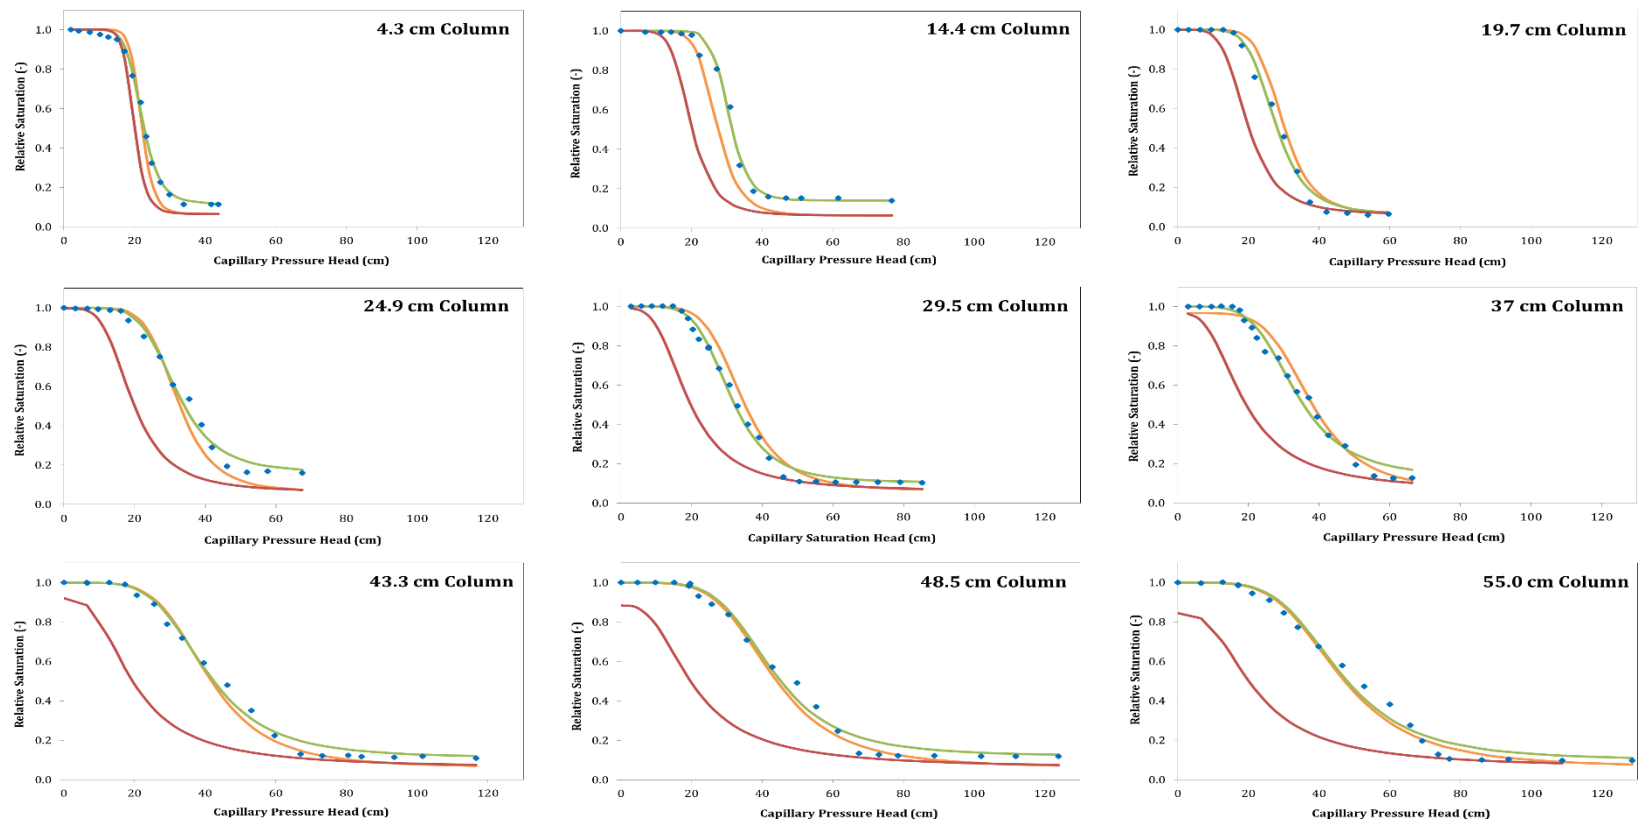 4.3 cm Column
Relative Saturation (-)
1.0
0.8
0.6
0.4
0.2
0.0
0 20 40 60 80 100 120
Capillary Pressure Head (cm)
14.4 cm Column
Relative Saturation (-)
1.0
0.8
0.6
0.4
0.2
0.0
0 20 40 60 80 100 120
Capillary Pressure Head (cm)
19.7 cm Column
Relative Saturation (-)
1.0
0.8
0.6
0.4
0.2
0.0
0 20 40 60 80 100 120
Capillary Pressure Head (cm)
24.9 cm Column
Relative Saturation (-)
1.0
0.8
0.6
0.4
0.2
0.0
0 20 40 60 80 100 120
Capillary Pressure Head (cm)
29.5 cm Column
Relative Saturation (-)
1.0
0.8
0.6
0.4
0.2
0.0
0 20 40 60 80 100 120
Capillary Saturation Head (cm)
37 cm Column
Relative Saturation (-)
1.0
0.8
0.6
0.4
0.2
0.0
0 20 40 60 80 100 120
Capillary Pressure Head (cm)
43.3 cm Column
Relative Saturation (-)
1.0
0.8
0.6
0.4
0.2
0.0
0 20 40 60 80 100 120
Capillary Pressure Head (cm)
48.5 cm Column
Relative Saturation (-)
1.0
0.8
0.6
0.4
0.2
0.0
0 20 40 60 80 100 120
Capillary Pressure Head (cm)
55.0 cm Column
Relative Saturation (-)
1.0
0.8
0.6
0.4
0.2
0.0
0 20 40 60 80 100 120
Capillary Pressure Head (cm)